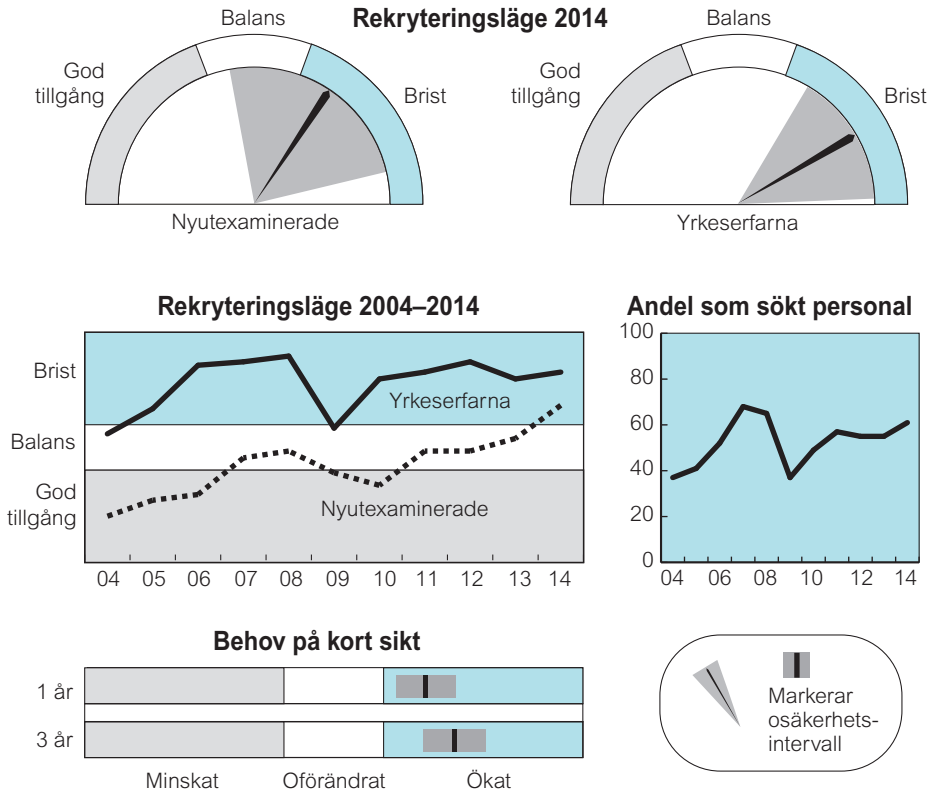 Rekryteringsläge 2014
Balans
God
tillgång
Brist
Nyutexaminerade
Balans
God
tillgång
Brist
Yrkeserfarna
Rekryteringsläge 2004–2014
Brist
Balans
God
tillgång
Yrkeserfarna
Nyutexaminerade
04 05 06 07 08 09 10 11 12 13 14
Andel som sökt personal
100
80
60
40
20
0
04 06 08 10 12 14
Behov på kort sikt
1 år
3 år
Minskat Oförändrat Ökat
Markerar
osäkerhets-
intervall